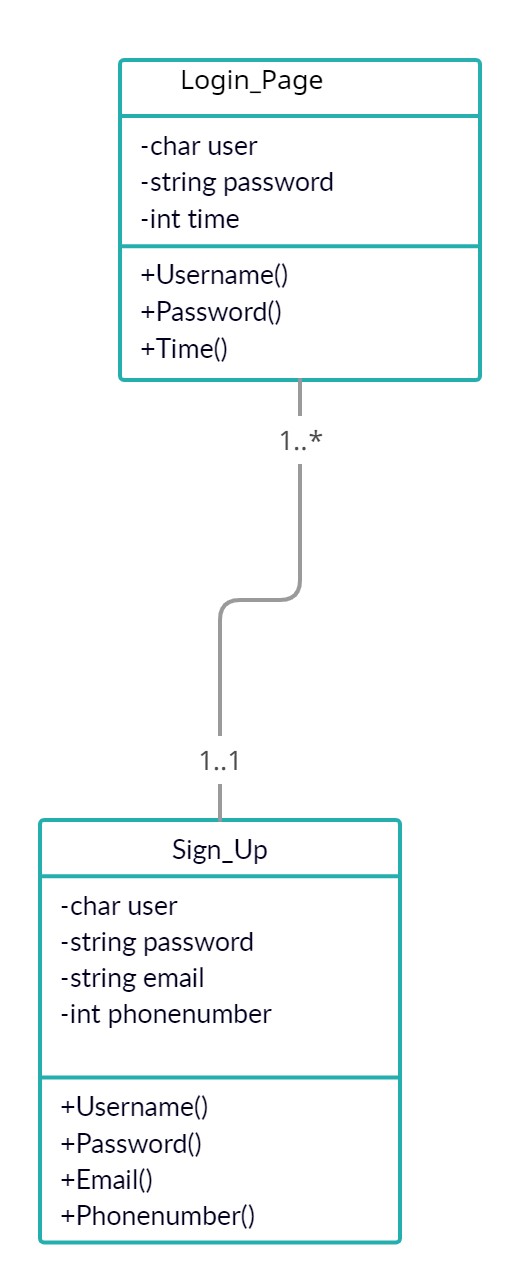 Login_Page
-char user
-string password
-int time
+Username()
+Password()
+Time()
1..*
1..1
Sign_Up
-char user
-string password
-string email
-int phonenumber
+Username()
+Password()
+Email()
+Phonenumber()